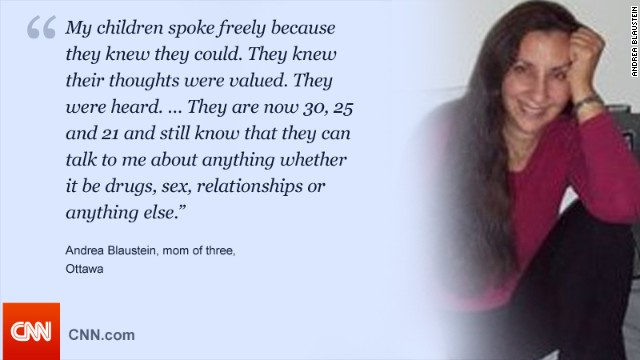 “ My children spoke freely because
they knew they could. They knew
their thoughts were valued. They
were heard. ... They are now 30, 25
and 21 and still know that they can
talk to me about anything whether
it be drugs, sex, relationships or
anything else.”
Andrea Blaustein, mom of three,
Ottawa
CNN
CNN.com
ANDREA BLAUSTEIN